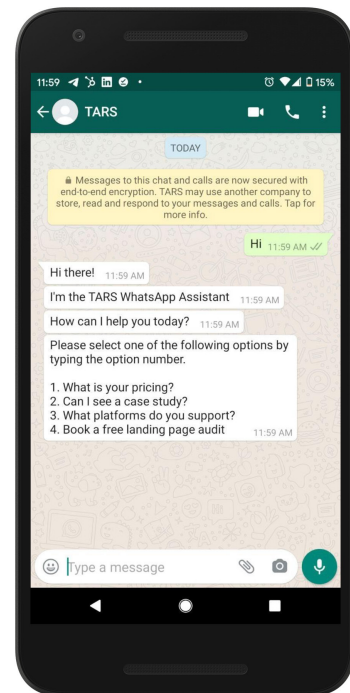 11:59
15%
TARS
TODAY
Messages to this chat and calls are now secured with
end-to-end encryption. TARS may use another company to
store, read and respond to your messages and calls. Tap for
more info.
Hi 11:59 AM
Hi there! 11:59 AM
I'm the TARS WhatsApp Assistant 11:59 AM
How can I help you today? 11:59 AM
Please select one of the following options by
typing the option number.
1. What is your pricing?
2. Can I see a case study?
3. What platforms do you support?
4. Book a free landing page audit 11:59 AM
Type a message